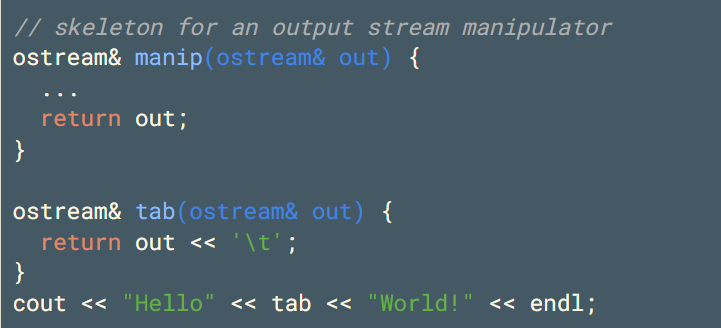 // skeleton for an output stream manipulator
ostream& manip(ostream& out) {
  ...
  return out;
}

ostream& tab(ostream& out) {
  return out << '\t';
}
cout << "Hello" << tab << "World!" << endl;